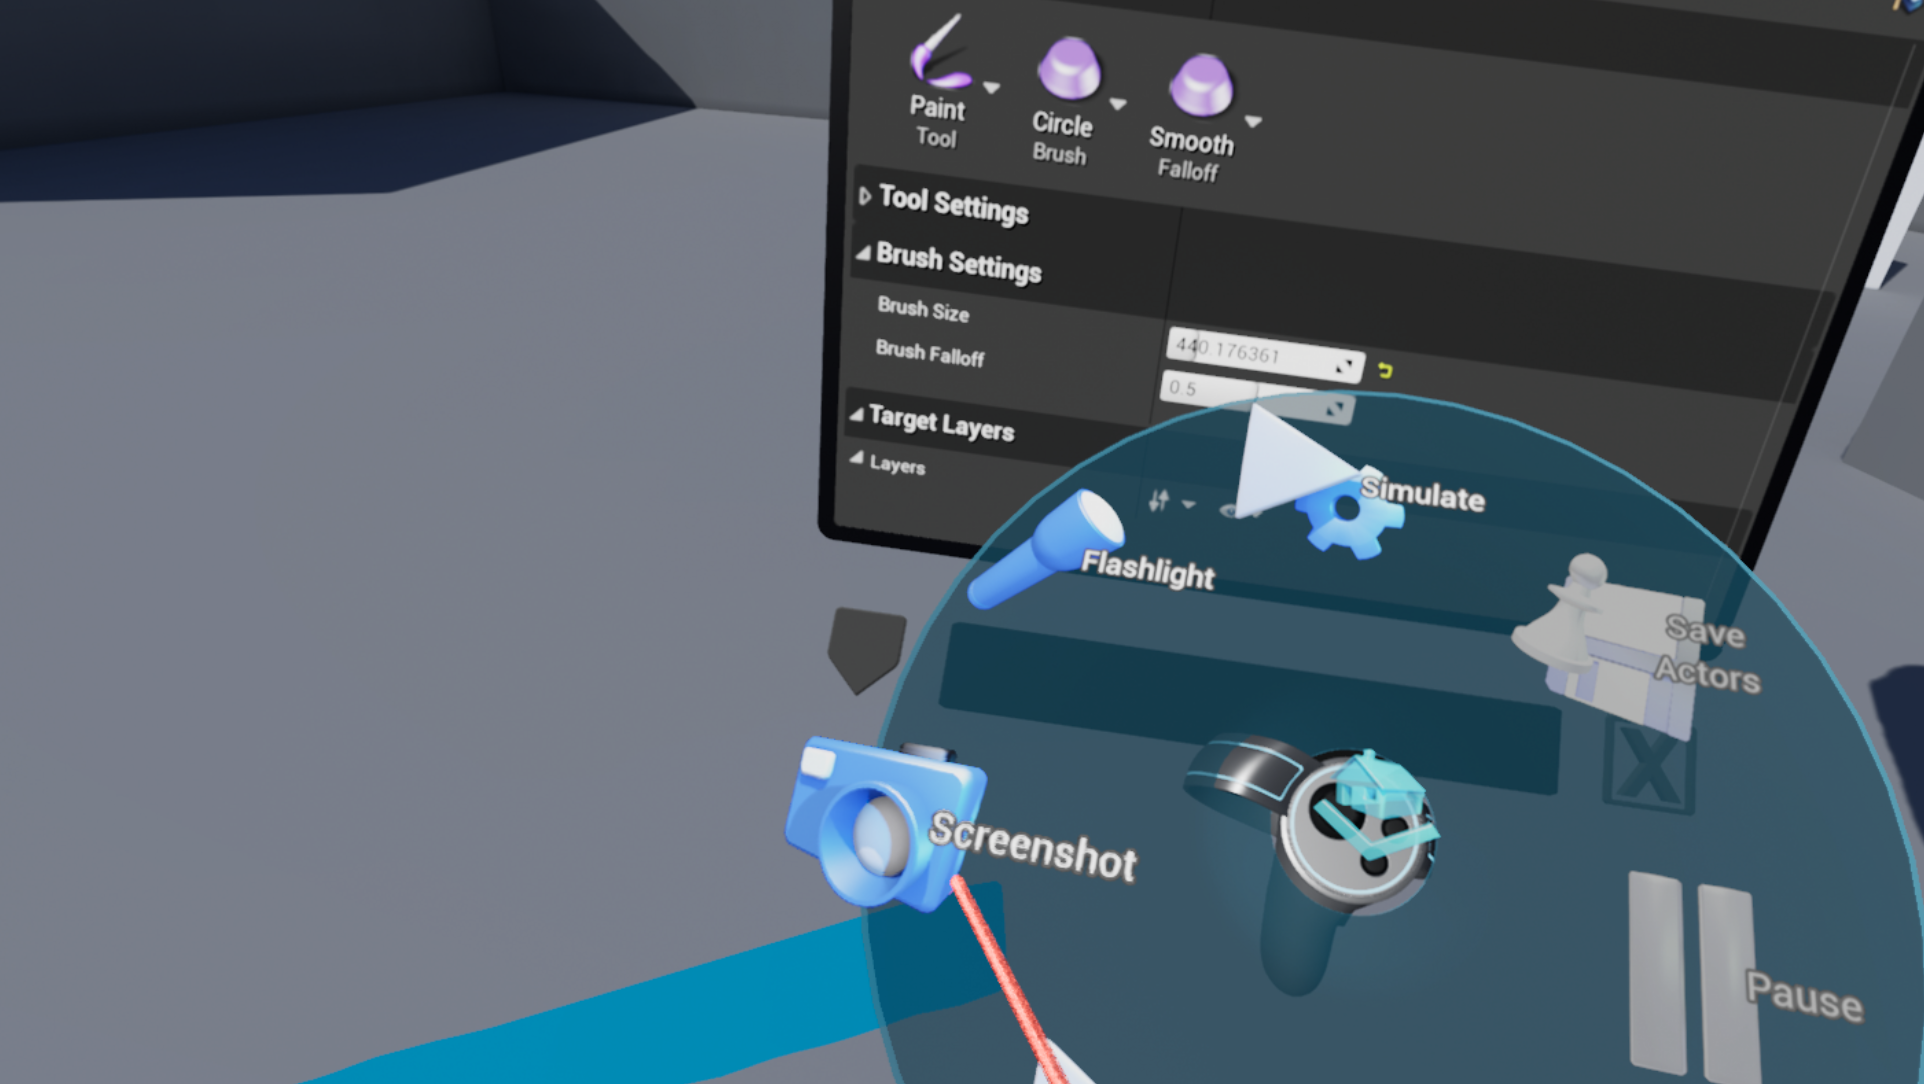 Paint
Tool
Circle
Brush
Smooth
Falloff
Tool Settings
Brush Settings
Brush Size
440.176361
Brush Falloff
0.5
Target Layers
Layers
Simulate
Flashlight
Save
Actors
X
Screenshot
Pause